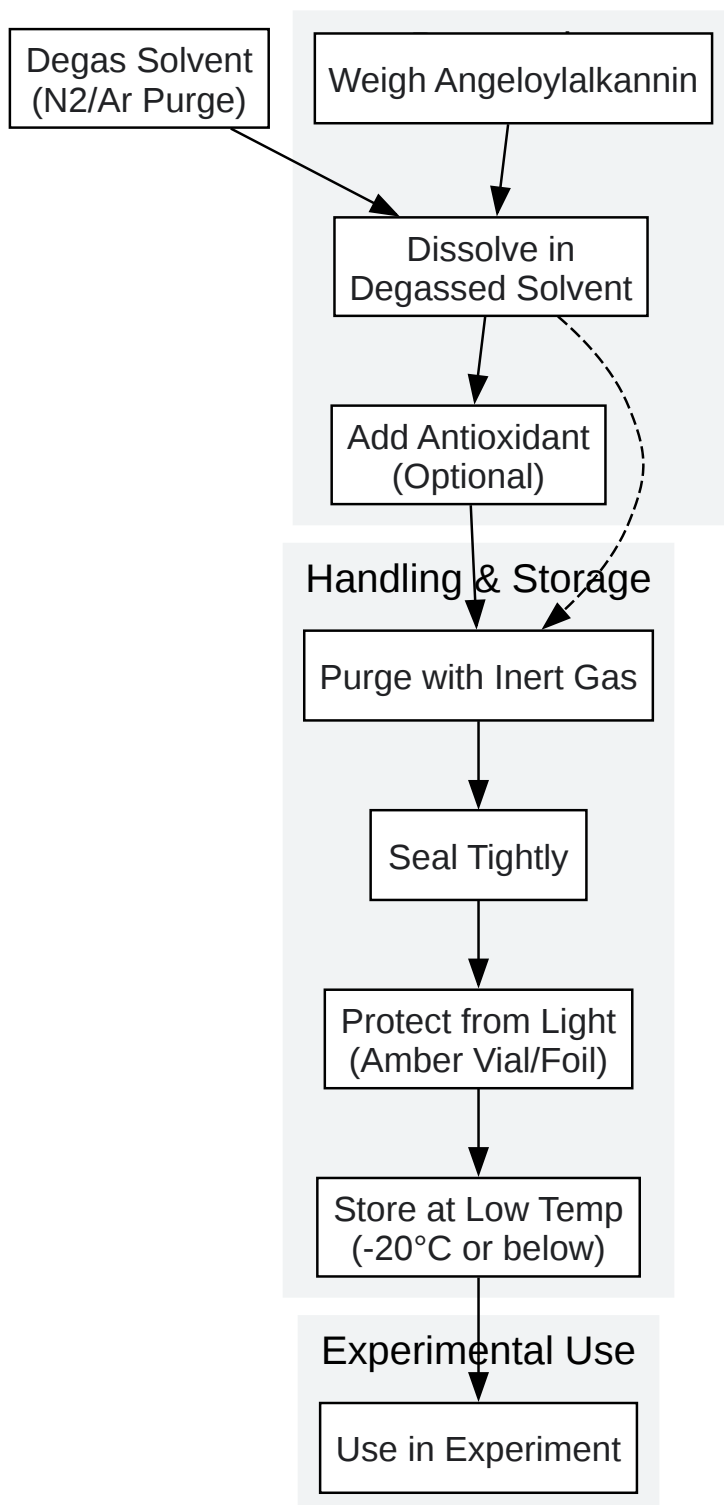 Degas Solvent
(N2/Ar Purge)
Weigh Angeloylalkannin
Dissolve in
Degassed Solvent
Add Antioxidant
(Optional)
Handling & Storage
Purge with Inert Gas
Seal Tightly
Protect from Light
(Amber Vial/Foil)
Store at Low Temp
(-20°C or below)
Experimental Use
Use in Experiment